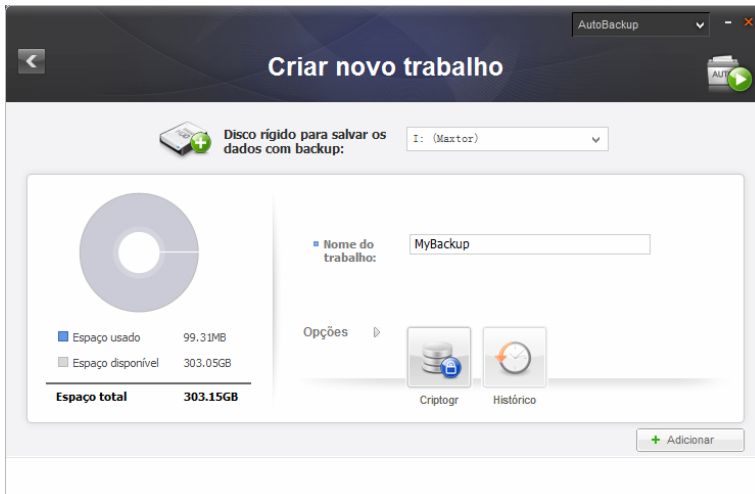 AutoBackup
Criar novo trabalho
AUTO
Disco rígido para salvar os
dados com backup:
I: (Maxtor)
Nome do
trabalho:
MyBackup
Espaço usado 99.31MB
Espaço disponível 303.05GB
Espaço total 303.15GB
Opções
Criptogr Histórico
+ Adicionar